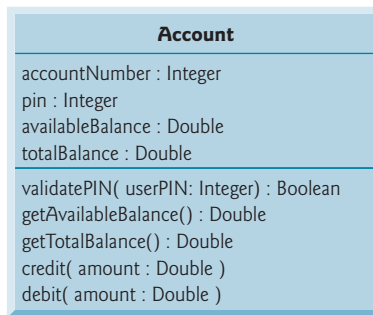 Account
accountNumber : Integer
pin : Integer
availableBalance : Double
totalBalance : Double
validatePIN( userPIN: Integer) : Boolean
getAvailableBalance() : Double
getTotalBalance() : Double
credit( amount : Double )
debit( amount : Double )